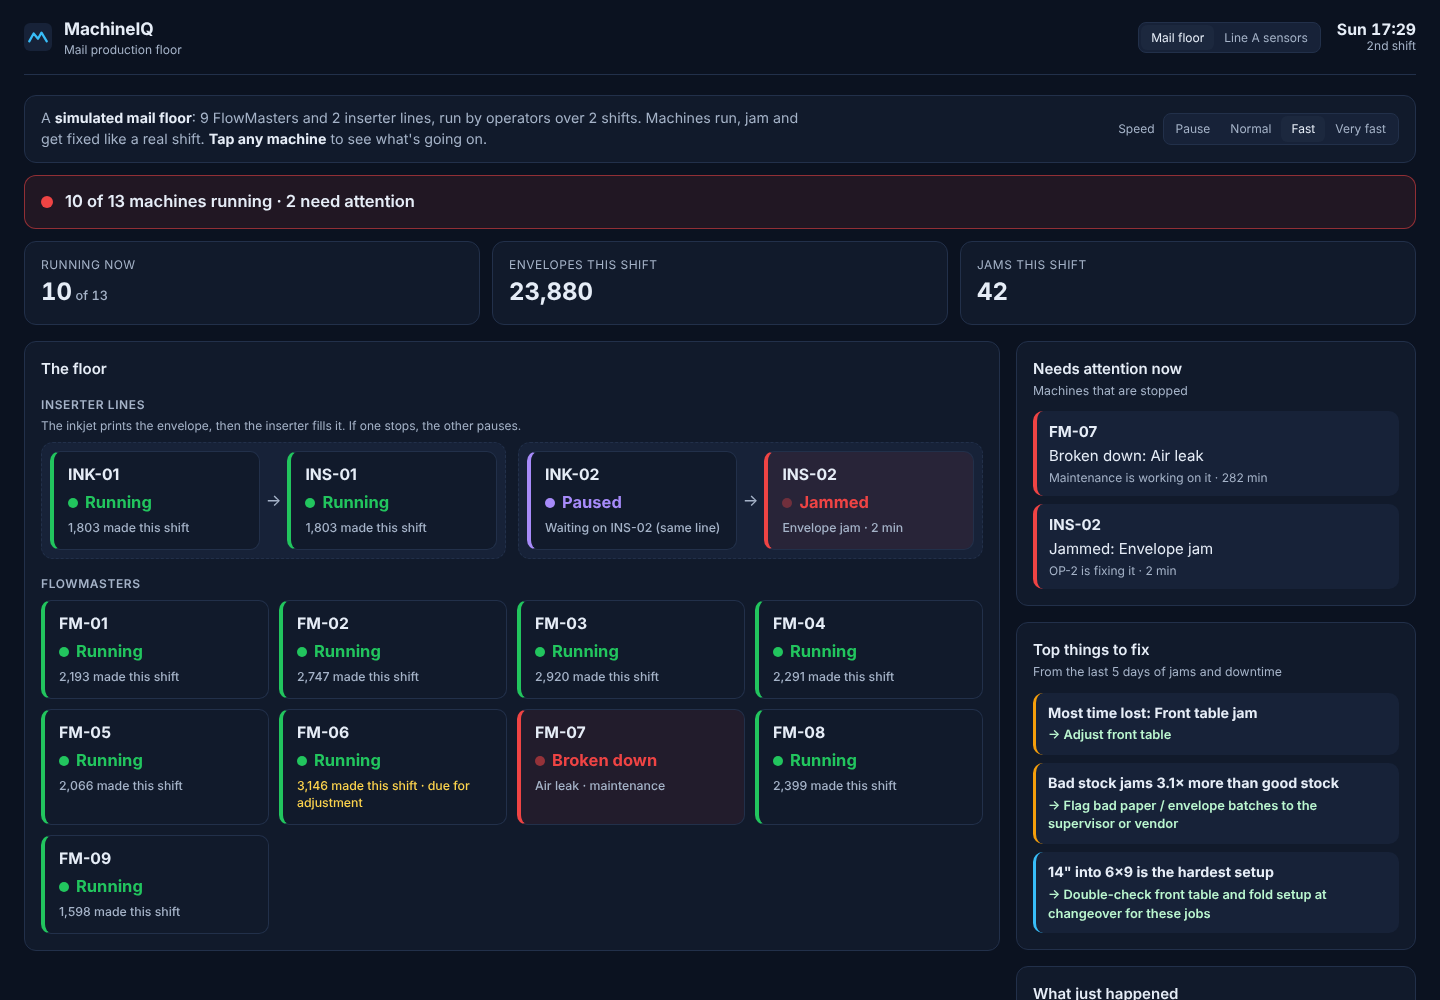 MachineIQ
Mail production floor
Mail floor
Line A sensors
Sun 17:29
2nd shift
A simulated mail floor: 9 FlowMasters and 2 inserter lines, run by operators over 2 shifts. Machines run, jam and
get fixed like a real shift. Tap any machine to see what's going on.
Speed
Pause
Normal
Fast
Very fast
10 of 13 machines running · 2 need attention
RUNNING NOW
10 of 13
ENVELOPES THIS SHIFT
23,880
JAMS THIS SHIFT
42
The floor
INSERTER LINES
The inkjet prints the envelope, then the inserter fills it. If one stops, the other pauses.
INK-01
Running
1,803 made this shift
→
INS-01
Running
1,803 made this shift
INK-02
Paused
Waiting on INS-02 (same line)
→
INS-02
Jammed
Envelope jam · 2 min
FLOWMASTERS
FM-01
Running
2,193 made this shift
FM-02
Running
2,747 made this shift
FM-03
Running
2,920 made this shift
FM-04
Running
2,291 made this shift
FM-05
Running
2,066 made this shift
FM-06
Running
3,146 made this shift · due for
adjustment
FM-07
Broken down
Air leak · maintenance
FM-08
Running
2,399 made this shift
FM-09
Running
1,598 made this shift
Needs attention now
Machines that are stopped
FM-07
Broken down: Air leak
Maintenance is working on it · 282 min
INS-02
Jammed: Envelope jam
OP-2 is fixing it · 2 min
Top things to fix
From the last 5 days of jams and downtime
Most time lost: Front table jam
→ Adjust front table
Bad stock jams 3.1× more than good stock
→ Flag bad paper / envelope batches to the
supervisor or vendor
14" into 6×9 is the hardest setup
→ Double-check front table and fold setup at
changeover for these jobs
What just happened